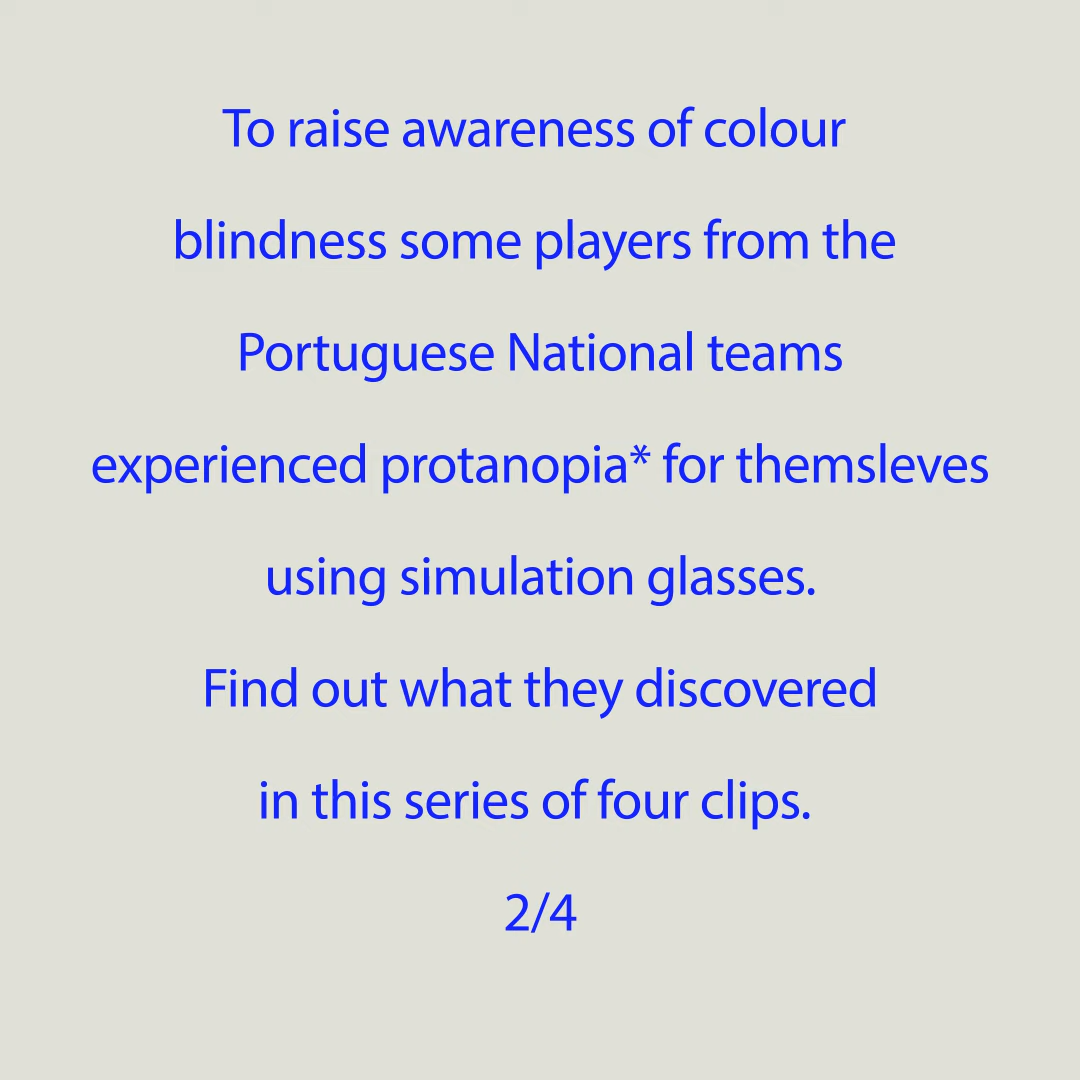 To raise awareness of colour
blindness some players from the
Portuguese National teams
experienced protanopia* for themsleves
using simulation glasses.
Find out what they discovered
in this series of four clips.
2/4